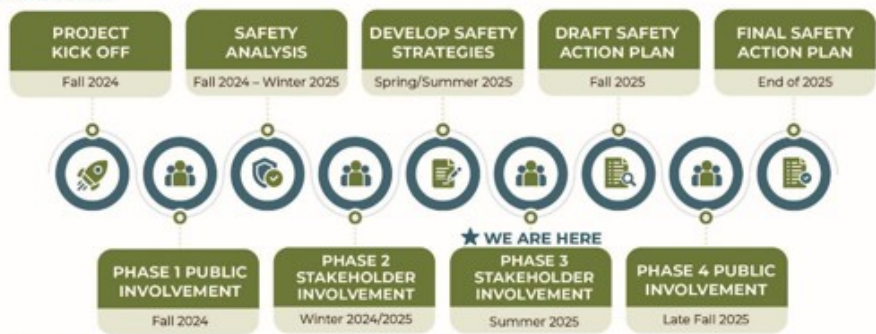 PROJECT
KICK OFF
Fall 2024
SAFETY
ANALYSIS
Fall 2024 – Winter 2025
DEVELOP SAFETY
STRATEGIES
Spring/Summer 2025
DRAFT SAFETY
ACTION PLAN
Fall 2025
FINAL SAFETY
ACTION PLAN
End of 2025
PHASE 1 PUBLIC
INVOLVEMENT
Fall 2024
PHASE 2
STAKEHOLDER
INVOLVEMENT
Winter 2024/2025
★ WE ARE HERE
PHASE 3
STAKEHOLDER
INVOLVEMENT
Summer 2025
PHASE 4 PUBLIC
INVOLVEMENT
Late Fall 2025